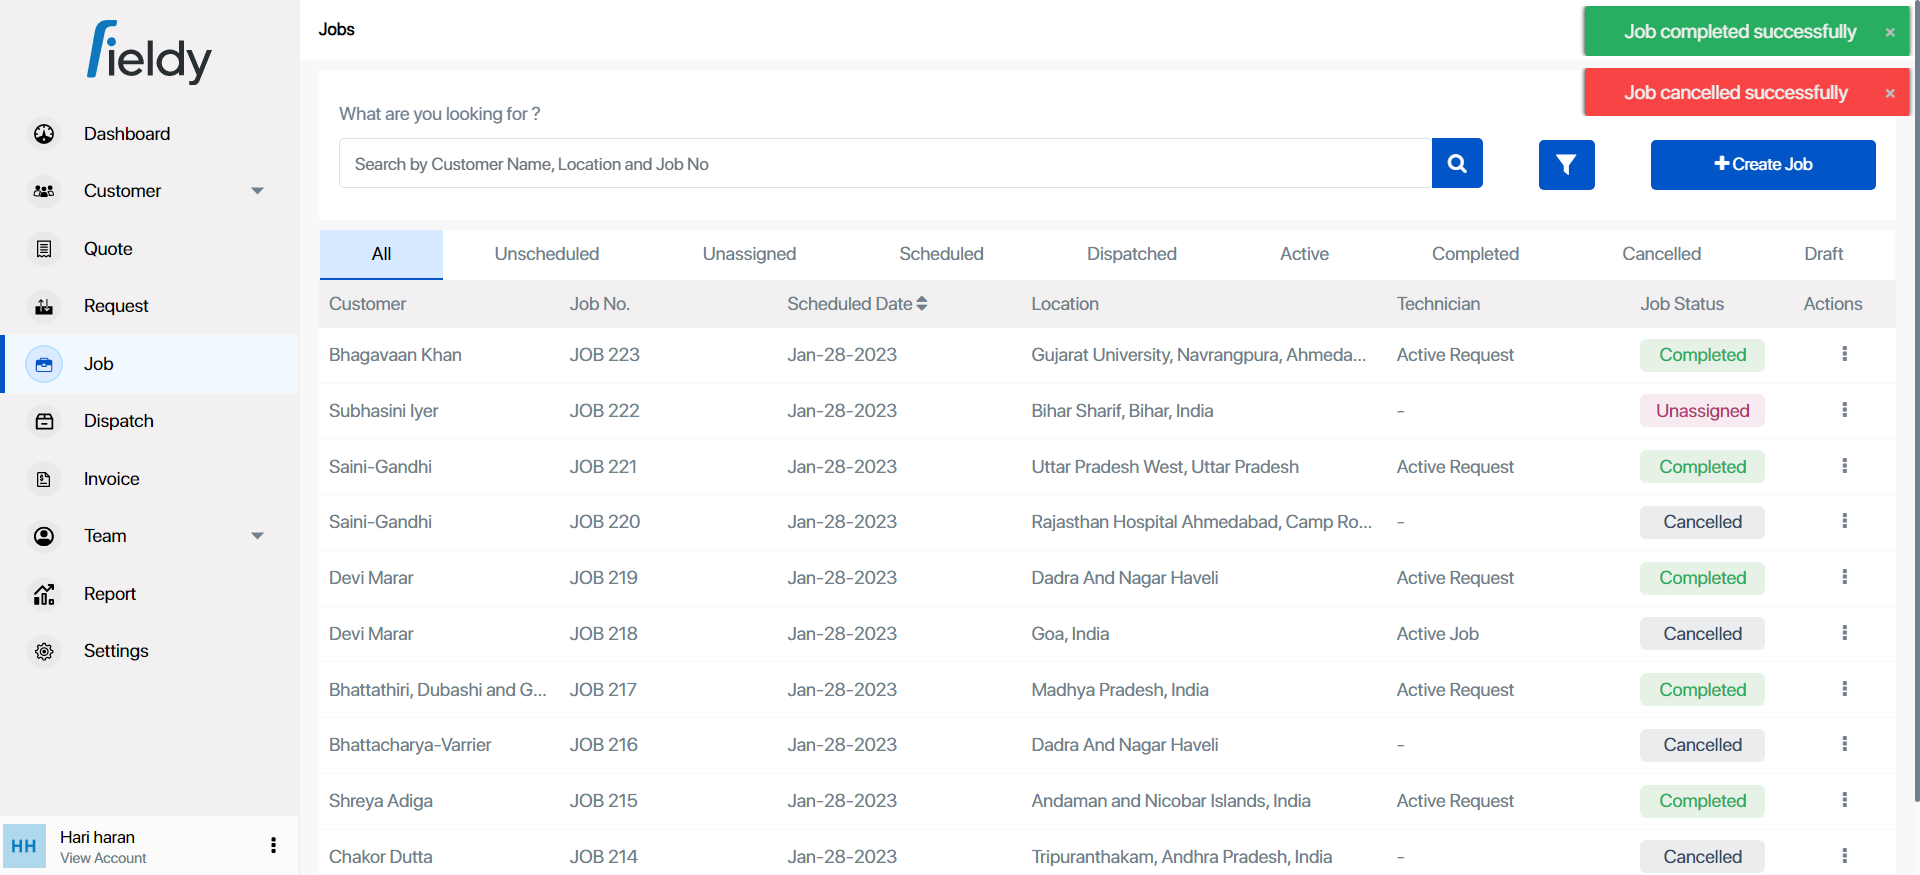 fieldy
Dashboard
Customer
Quote
Request
Job
Dispatch
Invoice
Team
Report
Settings
HH
Hari haran
View Account
Jobs
Job completed successfully ×
Job cancelled successfully ×
What are you looking for ?
Search by Customer Name, Location and Job No
+ Create Job
All Unscheduled Unassigned Scheduled Dispatched Active Completed Cancelled Draft
Customer Job No. Scheduled Date Location Technician Job Status Actions
Bhagavaan Khan JOB 223 Jan-28-2023 Gujarat University, Navrangpura, Ahmeda... Active Request Completed
Subhasini Iyer JOB 222 Jan-28-2023 Bihar Sharif, Bihar, India - Unassigned
Saini-Gandhi JOB 221 Jan-28-2023 Uttar Pradesh West, Uttar Pradesh Active Request Completed
Saini-Gandhi JOB 220 Jan-28-2023 Rajasthan Hospital Ahmedabad, Camp Ro... - Cancelled
Devi Marar JOB 219 Jan-28-2023 Dadra And Nagar Haveli Active Request Completed
Devi Marar JOB 218 Jan-28-2023 Goa, India Active Job Cancelled
Bhattathiri, Dubashi and G... JOB 217 Jan-28-2023 Madhya Pradesh, India Active Request Completed
Bhattacharya-Varrier JOB 216 Jan-28-2023 Dadra And Nagar Haveli - Cancelled
Shreya Adiga JOB 215 Jan-28-2023 Andaman and Nicobar Islands, India Active Request Completed
Chakor Dutta JOB 214 Jan-28-2023 Tripuranthakam, Andhra Pradesh, India - Cancelled